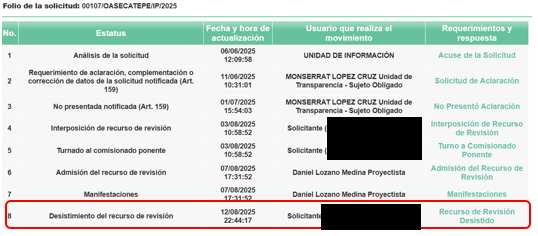 Folio de la solicitud: 00107/OASECATEPE/IP/2025
No. Estatus Fecha y hora de actualización Usuario que realiza el movimiento Requerimientos y respuesta
1 Análisis de la solicitud 06/06/2025 12:09:58 UNIDAD DE INFORMACIÓN Acuse de la Solicitud
2 Requerimiento de aclaración, complementación o corrección de datos de la solicitud notificada (Art. 159) 11/06/2025 10:31:01 MONSERRAT LOPEZ CRUZ Unidad de Transparencia - Sujeto Obligado Solicitud de Aclaración
3 No presentada notificada (Art. 159) 01/07/2025 15:54:03 MONSERRAT LOPEZ CRUZ Unidad de Transparencia - Sujeto Obligado No Presentó Aclaración
4 Interposición de recurso de revisión 03/08/2025 10:58:52 Solicitante ( Interposición de Recurso de Revisión
5 Turnado al comisionado ponente 03/08/2025 10:58:52 Solicitante ( Turno a Comisionado Ponente
6 Admisión del recurso de revisión 07/08/2025 17:31:52 Daniel Lozano Medina Proyectista Admisión del Recurso de Revisión
7 Manifestaciones 07/08/2025 17:31:52 Daniel Lozano Medina Proyectista Manifestaciones
8 Desistimiento del recurso de revisión 12/08/2025 22:44:17 Solicitante Recurso de Revisión Desistido